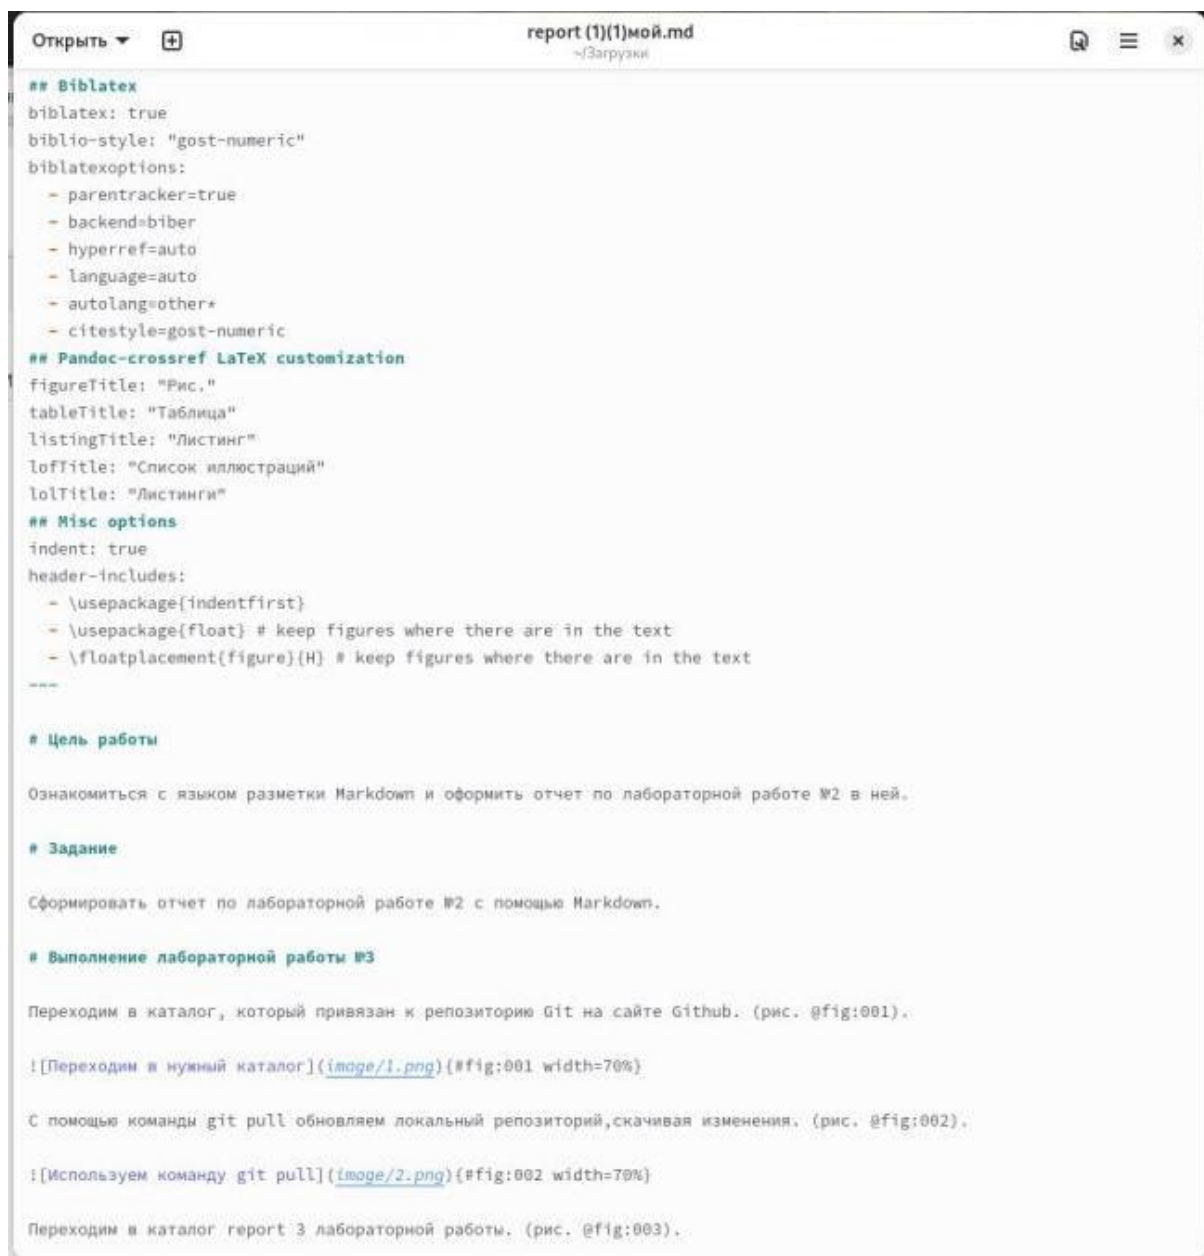 Открыть
report (1)(1)мой.md
~/Загрузки
## Biblatex
biblatex: true
biblio-style: "gost-numeric"
biblatexoptions:
- parentracker=true
- backend=biber
- hyperref=auto
- language=auto
- autolang=other*
- citestyle=gost-numeric
## Pandoc-crossref LaTeX customization
figureTitle: "Рис."
tableTitle: "Таблица"
listingTitle: "Листинг"
lofTitle: "Список иллюстраций"
lolTitle: "Листинги"
## Misc options
indent: true
header-includes:
- \usepackage{indentfirst}
- \usepackage{float} # keep figures where there are in the text
- \floatplacement{figure}{H} # keep figures where there are in the text
---
# Цель работы
Ознакомиться с языком разметки Markdown и оформить отчет по лабораторной работе №2 в ней.
# Задание
Сформировать отчет по лабораторной работе №2 с помощью Markdown.
# Выполнение лабораторной работы №3
Переходим в каталог, который привязан к репозиторию Git на сайте Github. (рис. @fig:001).
![Переходим в нужный каталог](image/1.png){#fig:001 width=70%}
С помощью команды git pull обновляем локальный репозиторий,скачивая изменения. (рис. @fig:002).
![Используем команду git pull](image/2.png){#fig:002 width=70%}
Переходим в каталог report 3 лабораторной работы. (рис. @fig:003).